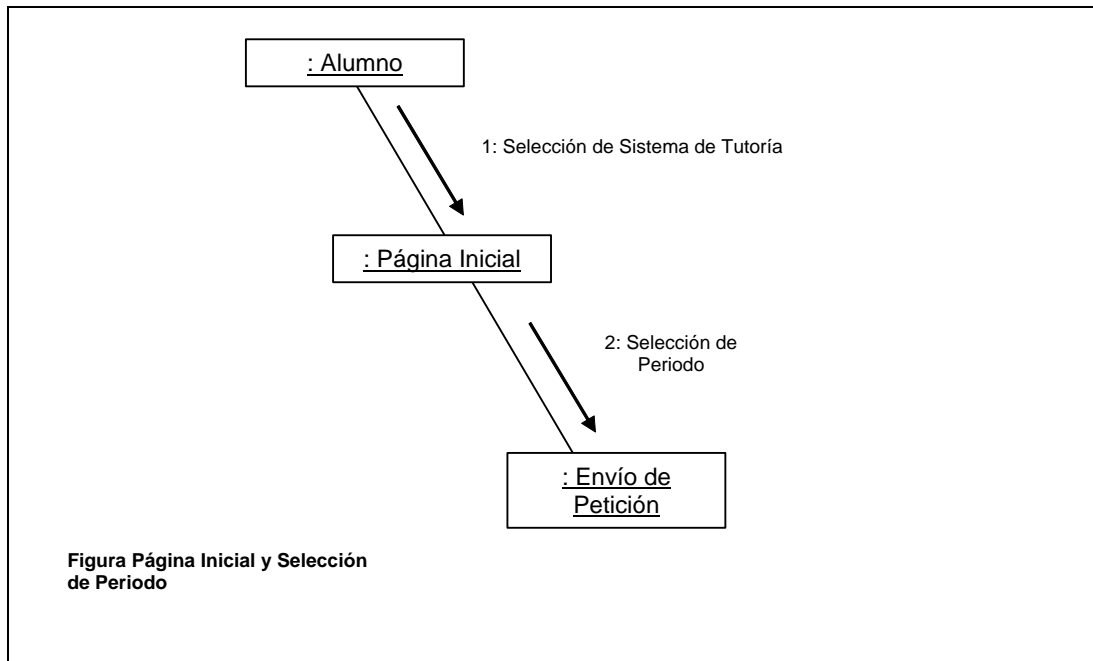 : Alumno
1: Selección de Sistema de Tutoría
: Página Inicial
2: Selección de
Periodo
: Envío de
Petición
Figura Página Inicial y Selección
de Periodo